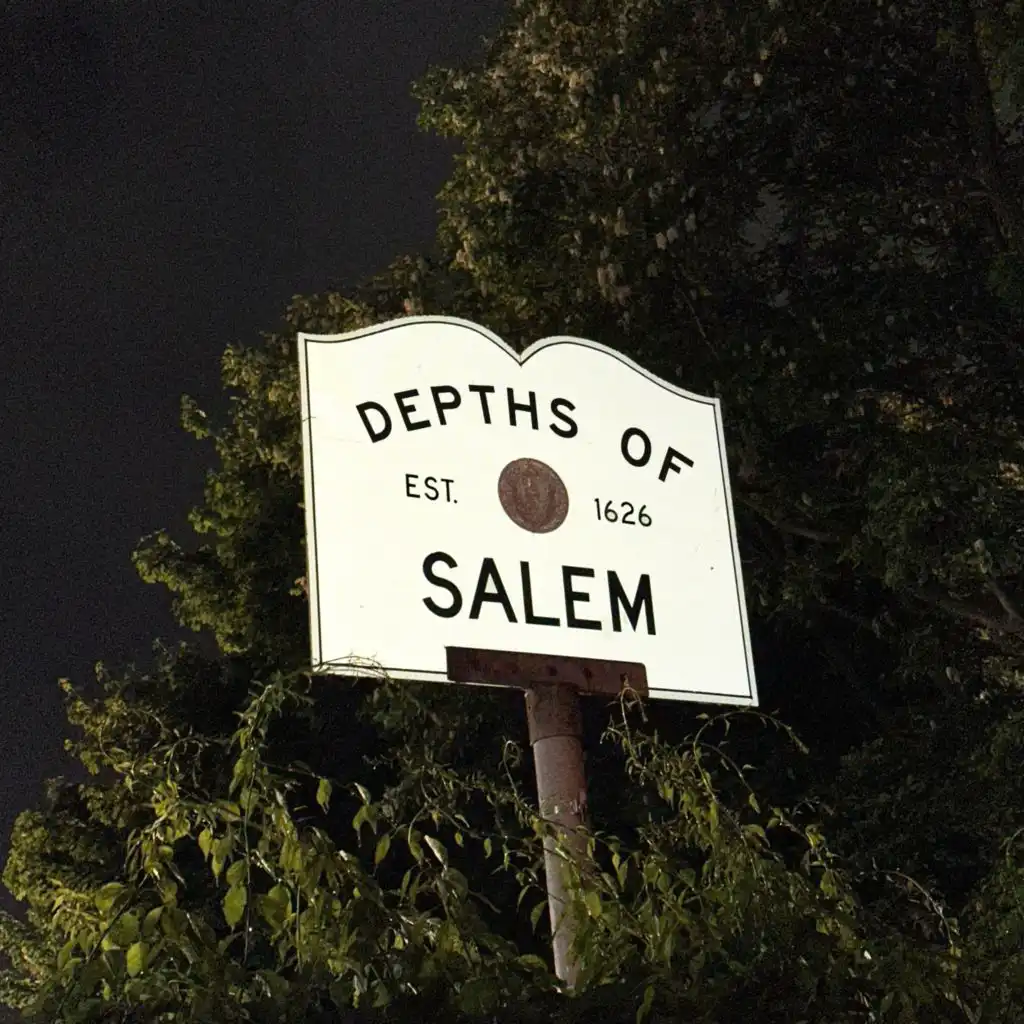 DEPTHS OF
EST. 1626
SALEM